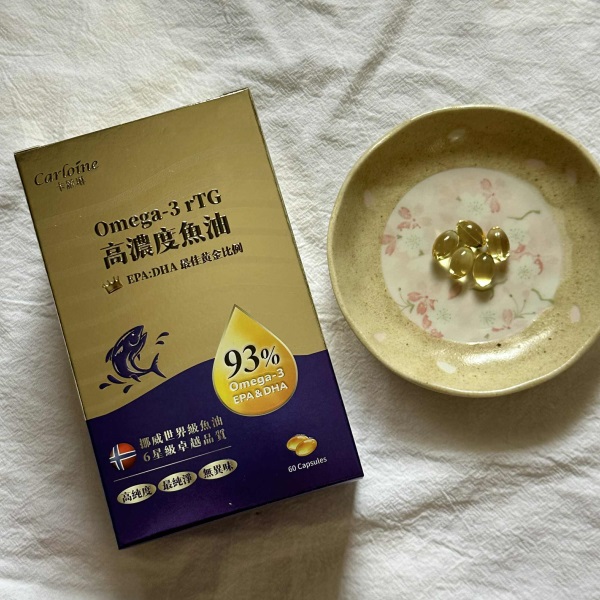 Carloine
卡洛琳
Omega-3 rTG
高濃度魚油
EPA:DHA 最佳黃金比例
93%
Omega-3
EPA&DHA
挪威世界級魚油
6星級卓越品質
高純度 最純淨 無異味
60 Capsules